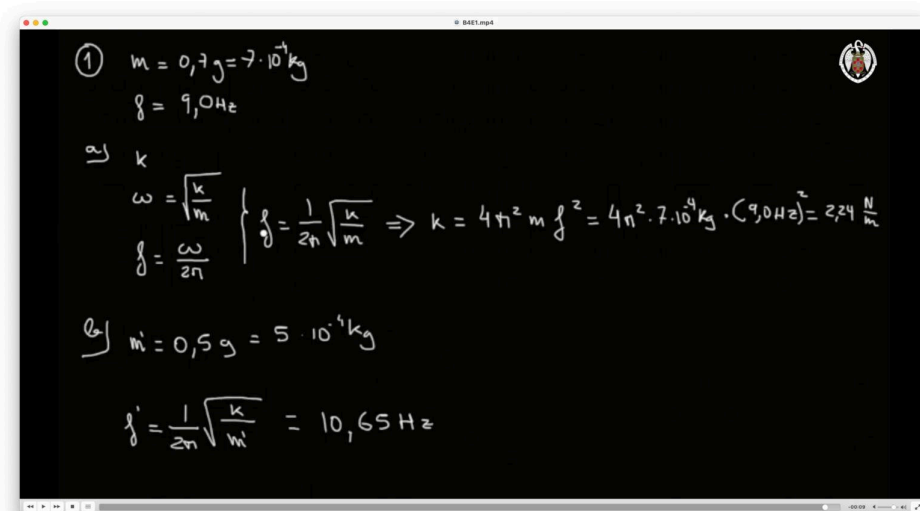 B4E1.mp4
① m = 0,7 g = 7·10⁻⁴ kg
f = 9,0 Hz
a) k
ω = √(k/m)
f = ω/2π
} f = 1/2π √(k/m) ⇒ k = 4π² m f² = 4π² · 7·10⁻⁴ kg · (9,0 Hz)² = 2,24 N/m
b) m' = 0,5 g = 5 · 10⁻⁴ kg
f' = 1/2π √(k/m') = 10,65 Hz
-00:09